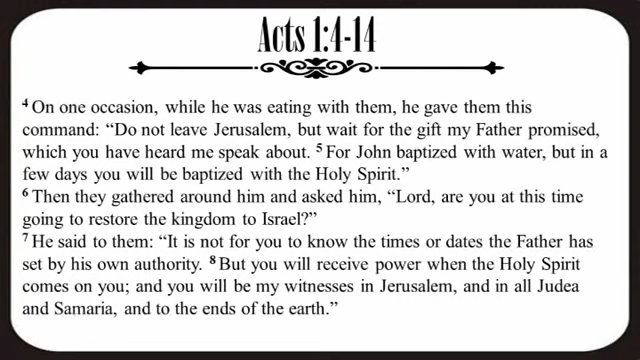 Acts 1:4-14
4 On one occasion, while he was eating with them, he gave them this
command: “Do not leave Jerusalem, but wait for the gift my Father promised,
which you have heard me speak about. 5 For John baptized with water, but in a
few days you will be baptized with the Holy Spirit.”
6 Then they gathered around him and asked him, “Lord, are you at this time
going to restore the kingdom to Israel?”
7 He said to them: “It is not for you to know the times or dates the Father has
set by his own authority. 8 But you will receive power when the Holy Spirit
comes on you; and you will be my witnesses in Jerusalem, and in all Judea
and Samaria, and to the ends of the earth.”